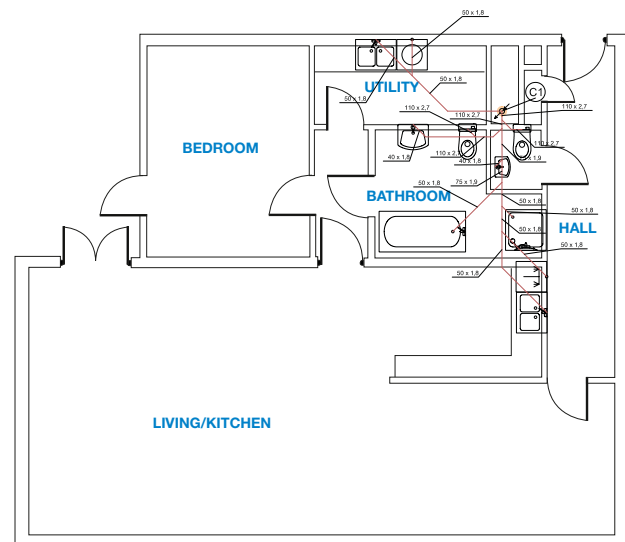 50 x 1,8
50 x 1,8
UTILITY
C1
50 x 1,8
110 x 2,7
110 x 2,7
110 x 2,7
BEDROOM
110 x 2,7
110 x 2,7
40 x 1,8
40 x 1,8
x 1,9
75 x 1,9
50 x 1,8
BATHROOM
50 x 1,8
50 x 1,8
50 x 1,8
HALL
50 x 1,8
50 x 1,8
LIVING/KITCHEN